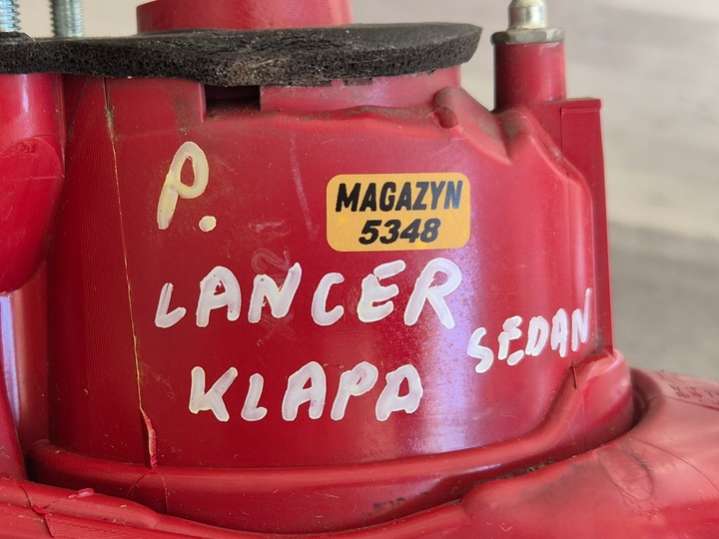 P.
MAGAZYN
5348
LANCER
SEDAN
KLAPA